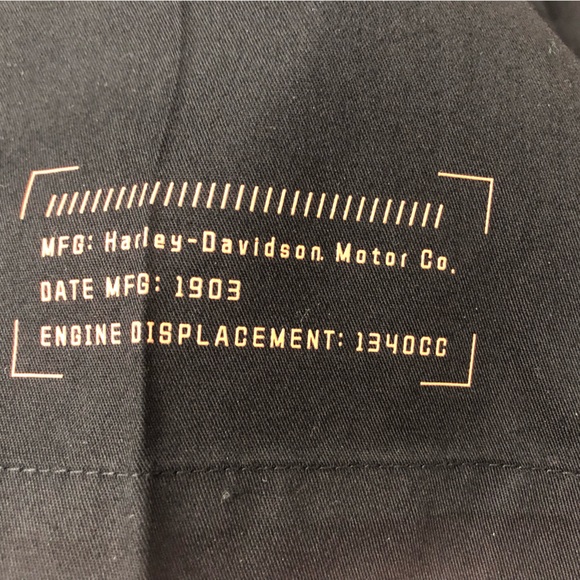 MFG: Harley-Davidson Motor Co.
DATE MFG: 1903
ENGINE DISPLACEMENT: 1340CC